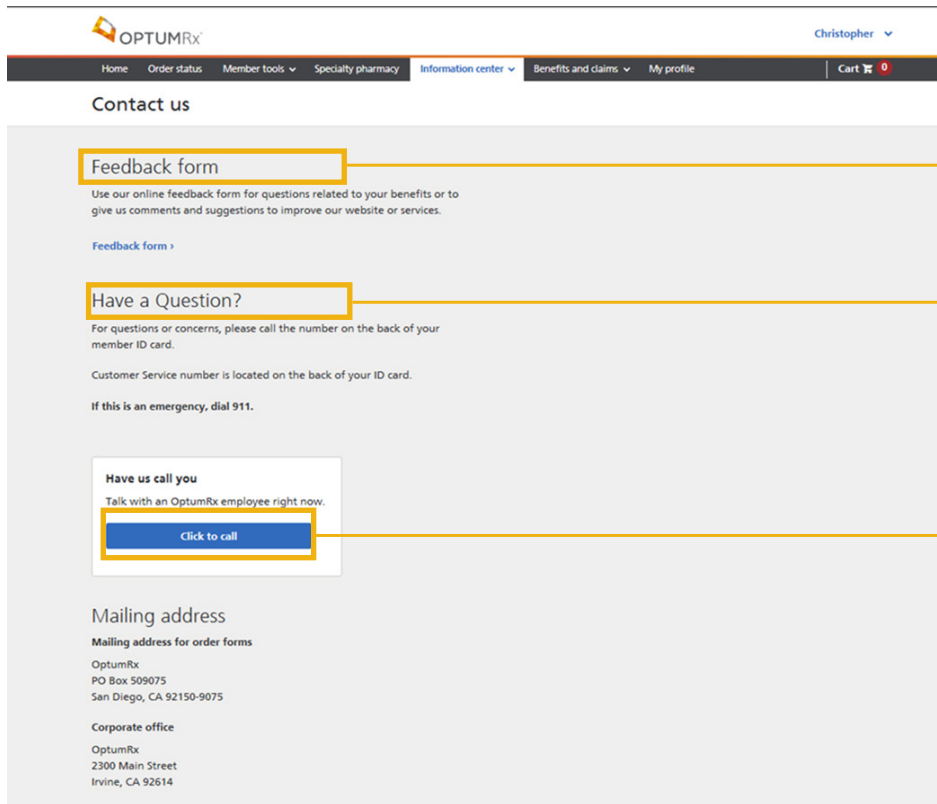 OPTUMRx
Christopher
Home Order status Member tools Specialty pharmacy Information center Benefits and claims My profile Cart 0
Contact us
Feedback form
Use our online feedback form for questions related to your benefits or to
give us comments and suggestions to improve our website or services.
Feedback form ›
Have a Question?
For questions or concerns, please call the number on the back of your
member ID card.
Customer Service number is located on the back of your ID card.
If this is an emergency, dial 911.
Have us call you
Talk with an OptumRx employee right now.
Click to call
Mailing address
Mailing address for order forms
OptumRx
PO Box 509075
San Diego, CA 92150-9075
Corporate office
OptumRx
2300 Main Street
Irvine, CA 92614